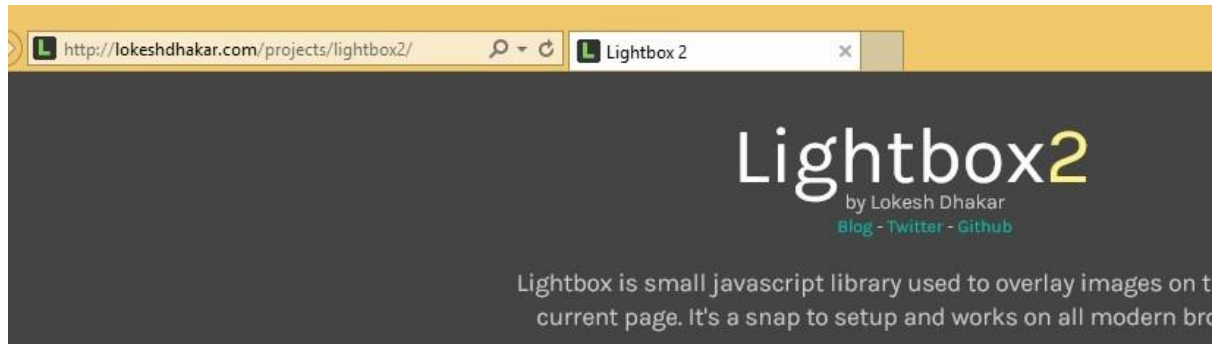 http://lokeshdhakar.com/projects/lightbox2/
L Lightbox 2
Lightbox2
by Lokesh Dhakar
Blog - Twitter - Github
Lightbox is small javascript library used to overlay images on
current page. It's a snap to setup and works on all modern